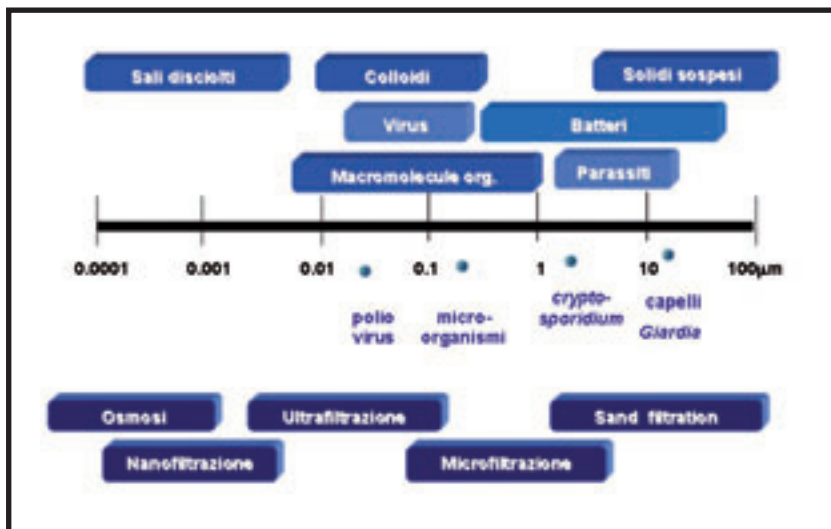 Sali disciolti Colloidi Solidi sospesi
Virus Batteri
Macromolecule org. Parassiti
0.0001 0.001 0.01 0.1 1 10 100µm
polio
virus
micro-
organismi
crypto-
sporidium
capelli
Giardia
Osmosi Ultrafiltrazione Sand filtration
Nanofiltrazione Microfiltrazione